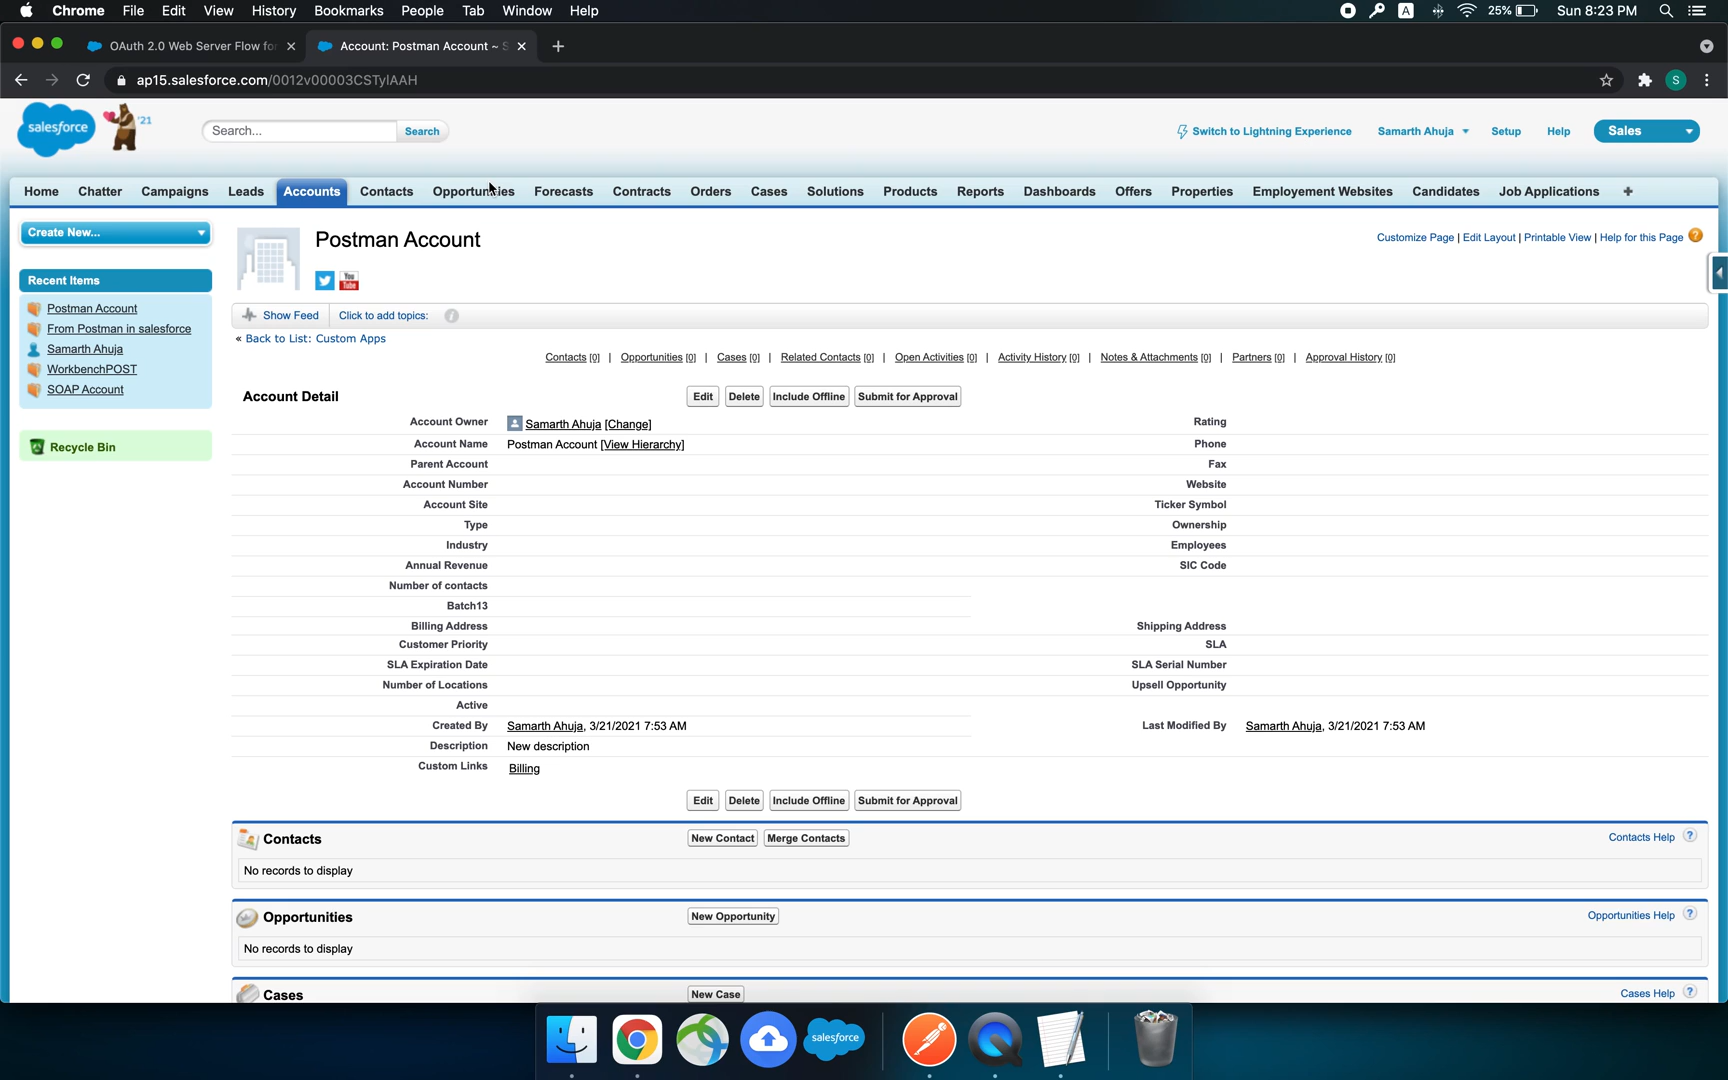 Chrome File Edit View History Bookmarks People Tab Window Help A 25% Sun 8:23 PM
OAuth 2.0 Web Server Flow for Account: Postman Account ~ S
ap15.salesforce.com/0012v00003CSTylAAH S
salesforce '21 Search... Search Switch to Lightning Experience Samarth Ahuja Setup Help Sales
Home Chatter Campaigns Leads Accounts Contacts Opportunities Forecasts Contracts Orders Cases Solutions Products Reports Dashboards Offers Properties Employement Websites Candidates Job Applications +
Create New...
Postman Account
Customize Page | Edit Layout | Printable View | Help for this Page ?
You Tube
Recent Items
Postman Account
From Postman in salesforce
Samarth Ahuja
WorkbenchPOST
SOAP Account
Recycle Bin
Show Feed Click to add topics: i
« Back to List: Custom Apps
Contacts [0] | Opportunities [0] | Cases [0] | Related Contacts [0] | Open Activities [0] | Activity History [0] | Notes & Attachments [0] | Partners [0] | Approval History [0]
Account Detail Edit Delete Include Offline Submit for Approval
Account Owner Samarth Ahuja [Change] Rating
Account Name Postman Account [View Hierarchy] Phone
Parent Account Fax
Account Number Website
Account Site Ticker Symbol
Type Ownership
Industry Employees
Annual Revenue SIC Code
Number of contacts
Batch13
Billing Address Shipping Address
Customer Priority SLA
SLA Expiration Date SLA Serial Number
Number of Locations Upsell Opportunity
Active
Created By Samarth Ahuja, 3/21/2021 7:53 AM Last Modified By Samarth Ahuja, 3/21/2021 7:53 AM
Description New description
Custom Links Billing
Edit Delete Include Offline Submit for Approval
Contacts New Contact Merge Contacts Contacts Help ?
No records to display
Opportunities New Opportunity Opportunities Help ?
No records to display
Cases New Case Cases Help ?
salesforce